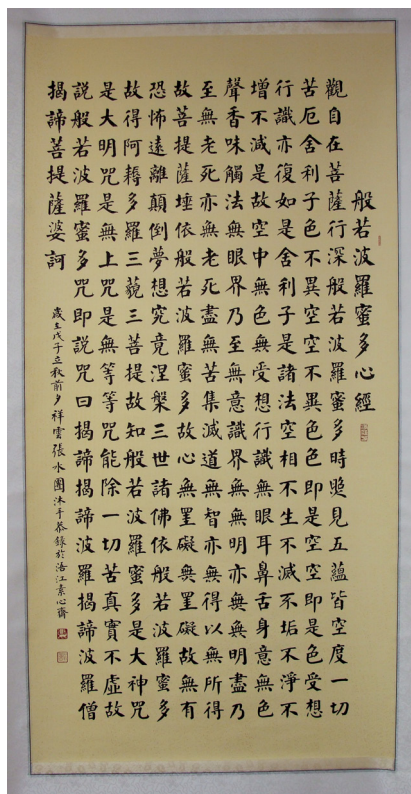 般若波羅蜜多心經
觀自在菩薩行深般若波羅蜜多時照見五蘊皆空度一切
苦厄舍利子色不異空空不異色色即是空空即是色受想
行識亦復如是舍利子是諸法空相不生不滅不垢不淨不
增不減是故空中無色無受想行識無眼耳鼻舌身意無色
聲香味觸法無眼界乃至無意識界無無明亦無無明盡乃
至無老死亦無老死盡無苦集滅道無智亦無得以無所得
故菩提薩埵依般若波羅蜜多故心無罣礙無罣礙故無有
恐怖遠離顛倒夢想究竟涅槃三世諸佛依般若波羅蜜多
故得阿耨多羅三藐三菩提故知般若波羅蜜多是大神咒
是大明咒是無上咒是無等等咒能除一切苦真實不虛故
說般若波羅蜜多咒即說咒曰揭諦揭諦波羅揭諦波羅僧
揭諦菩提薩婆訶
歲在戊子立秋前夕祥雲張水團沐手恭錄於洛江素心齋